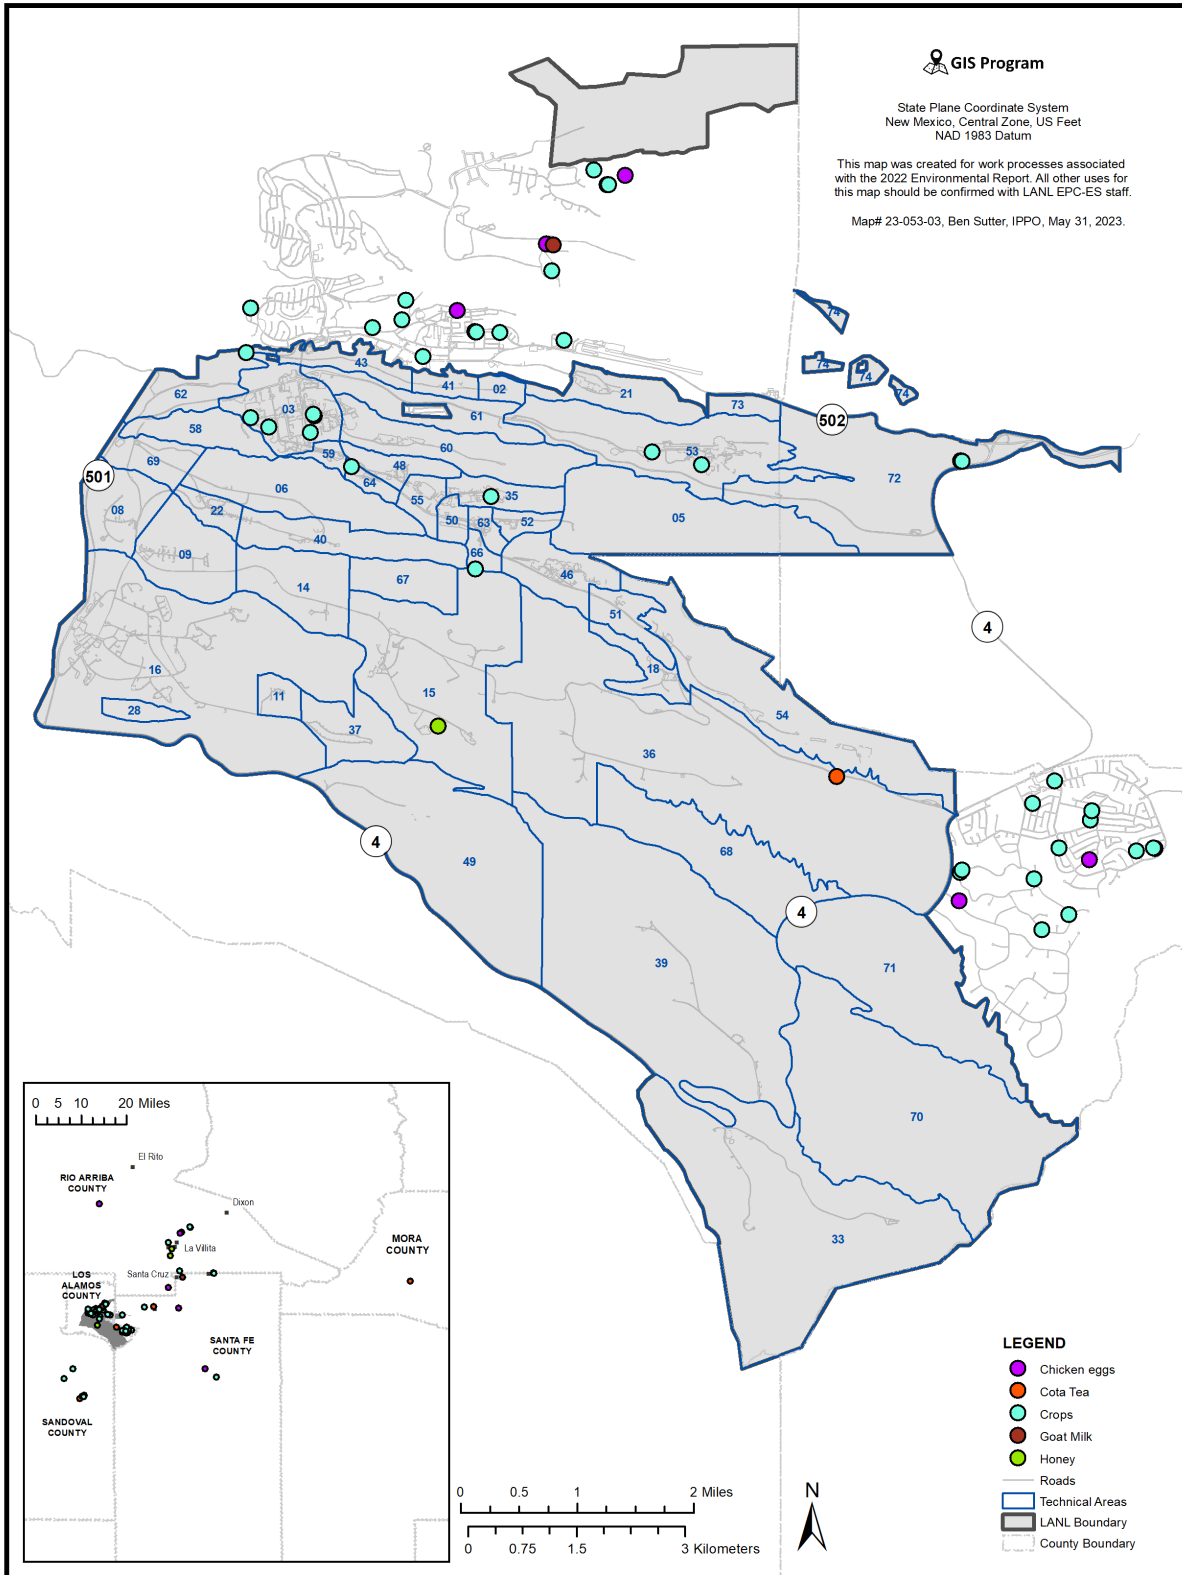 GIS Program
State Plane Coordinate System
New Mexico, Central Zone, US Feet
NAD 1983 Datum
This map was created for work processes associated
with the 2022 Environmental Report. All other uses for
this map should be confirmed with LANL EPC-ES staff.
Map# 23-053-03, Ben Sutter, IPPO, May 31, 2023.
74
74
74
74
43
41
02
21
62
03
61
73
502
58
59
60
53
69
48
501
64
72
06
55
35
08
22
50
63
52
05
40
66
09
46
14
67
51
4
16
18
11
15
28
54
37
36
4
49
68
4
39
71
70
33
0 5 10 20 Miles
El Rito
RIO ARRIBA
COUNTY
Dixon
La Villita
MORA
COUNTY
Santa Cruz
LOS
ALAMOS
COUNTY
SANTA FE
COUNTY
SANDOVAL
COUNTY
0 0.5 1 2 Miles
0 0.75 1.5 3 Kilometers
N
LEGEND
Chicken eggs
Cota Tea
Crops
Goat Milk
Honey
Roads
Technical Areas
LANL Boundary
County Boundary